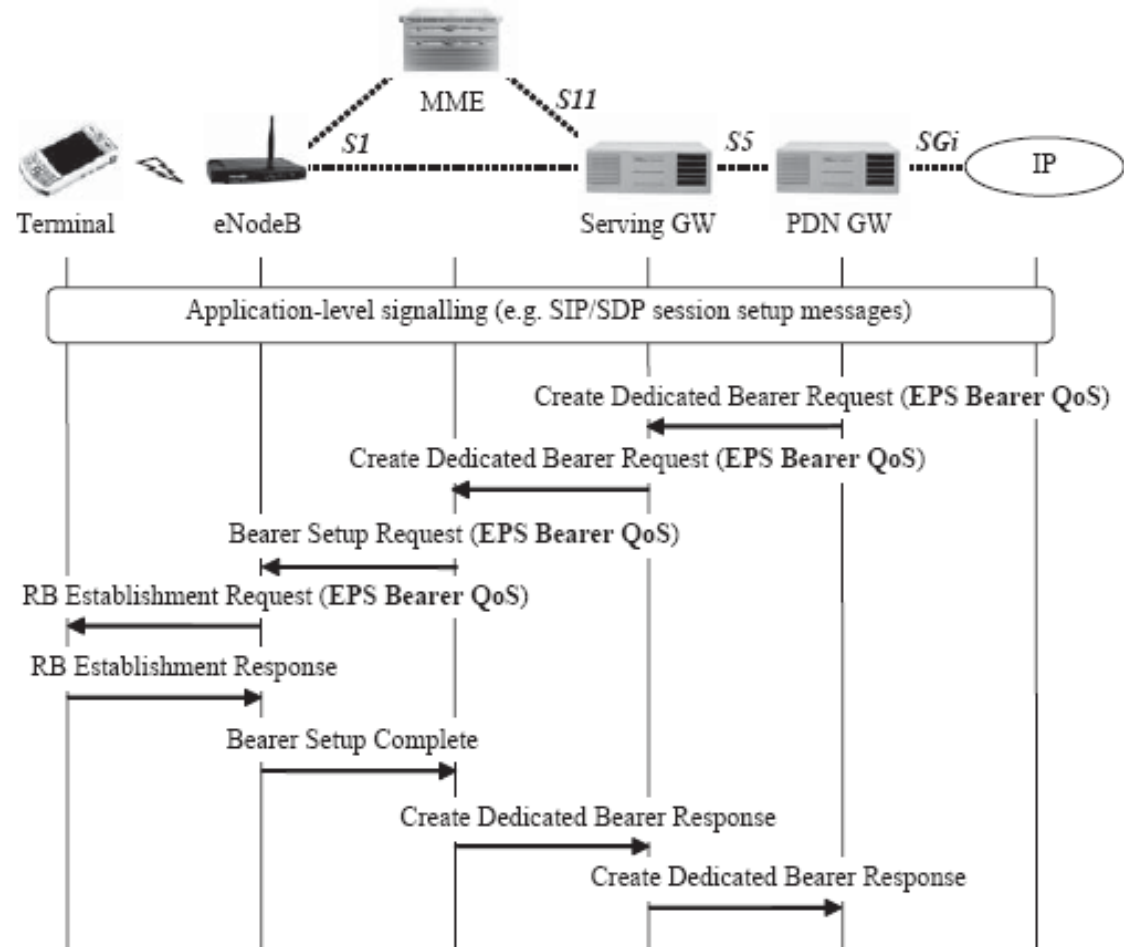 MME
S11
S1
S5
SGi
IP
Terminal
eNodeB
Serving GW
PDN GW
Application-level signalling (e.g. SIP/SDP session setup messages)
Create Dedicated Bearer Request (EPS Bearer QoS)
Create Dedicated Bearer Request (EPS Bearer QoS)
Bearer Setup Request (EPS Bearer QoS)
RB Establishment Request (EPS Bearer QoS)
RB Establishment Response
Bearer Setup Complete
Create Dedicated Bearer Response
Create Dedicated Bearer Response